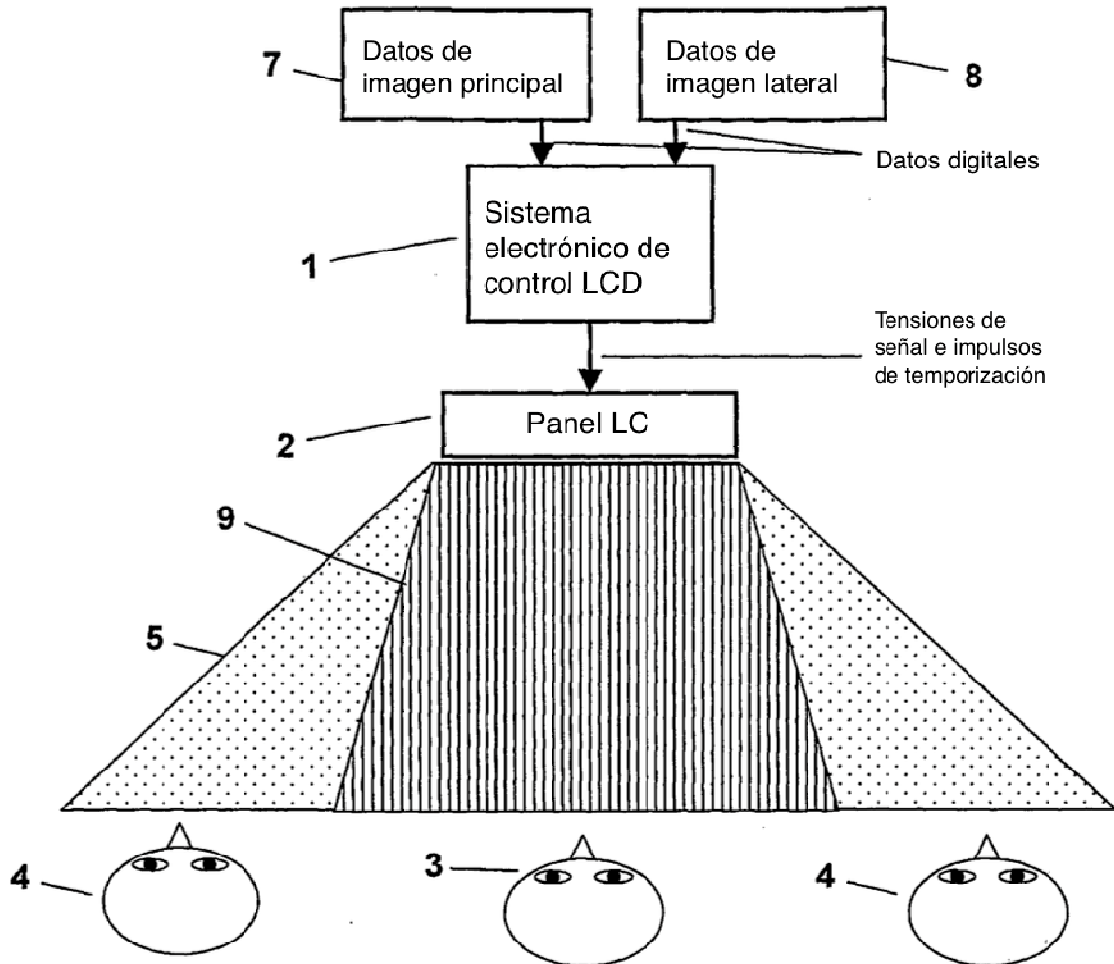 7
Datos de
imagen principal
Datos de
imagen lateral
8
Datos digitales
1
Sistema
electrónico de
control LCD
Tensiones de
señal e impulsos
de temporización
2
Panel LC
9
5
4
3
4